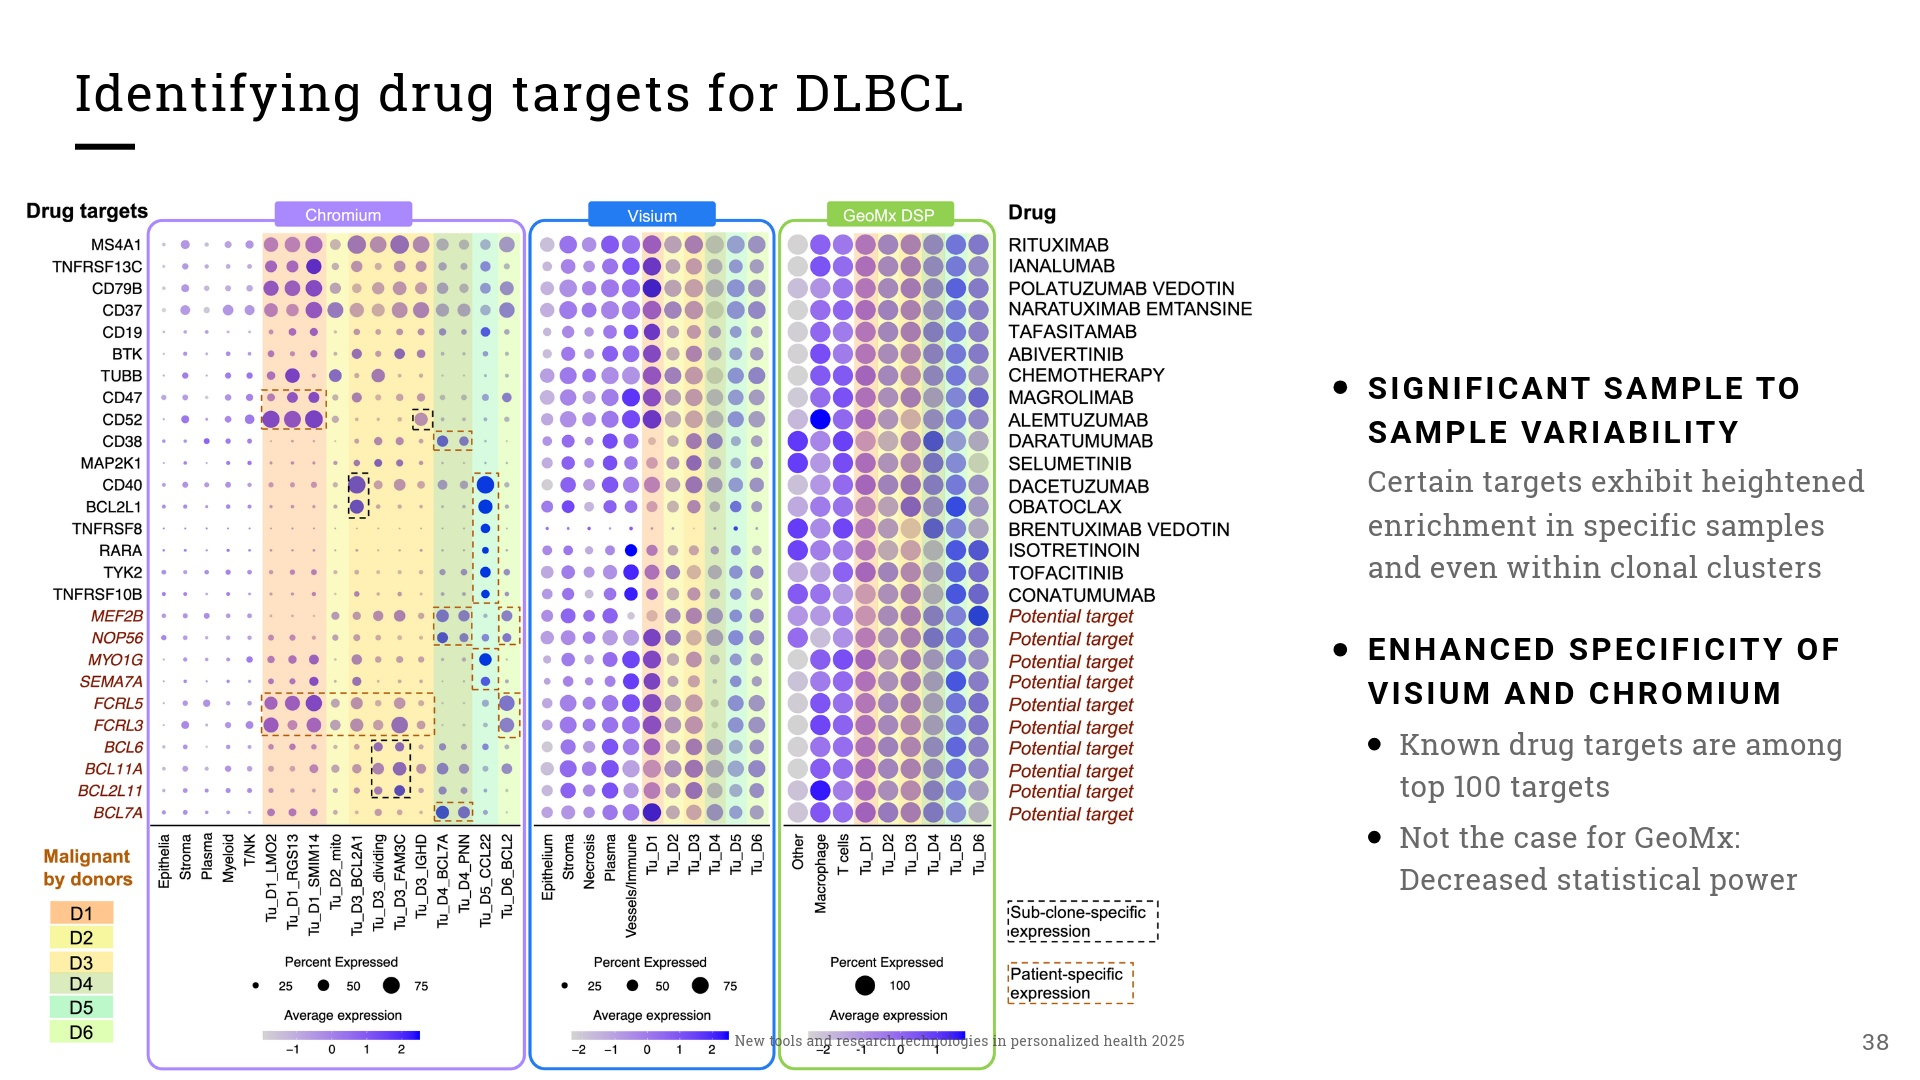 Identifying drug targets for DLBCL
Drug targets
Chromium
Visium
GeoMx DSP
Drug
MS4A1
RITUXIMAB
TNFRSF13C
IANALUMAB
CD79B
POLATUZUMAB VEDOTIN
CD37
NARATUXIMAB EMTANSINE
CD19
TAFASITAMAB
BTK
ABIVERTINIB
TUBB
CHEMOTHERAPY
CD47
MAGROLIMAB
CD52
ALEMTUZUMAB
CD38
DARATUMUMAB
MAP2K1
SELUMETINIB
CD40
DACETUZUMAB
BCL2L1
OBATOCLAX
TNFRSF8
BRENTUXIMAB VEDOTIN
RARA
ISOTRETINOIN
TYK2
TOFACITINIB
TNFRSF10B
CONATUMUMAB
MEF2B
Potential target
NOP56
Potential target
MYO1G
Potential target
SEMA7A
Potential target
FCRL5
Potential target
FCRL3
Potential target
BCL6
Potential target
BCL11A
Potential target
BCL2L11
Potential target
BCL7A
Potential target
Epithelia
Stroma
Plasma
Myeloid
T/NK
Tu_D1_LMO2
Tu_D1_RGS13
Tu_D1_SMIM14
Tu_D2_mito
Tu_D3_BCL2A1
Tu_D3_dividing
Tu_D3_FAM3C
Tu_D3_IGHD
Tu_D4_BCL7A
Tu_D4_PNN
Tu_D5_CCL22
Tu_D6_BCL2
Epithelium
Stroma
Necrosis
Plasma
Vessels/Immune
Tu_D1
Tu_D2
Tu_D3
Tu_D4
Tu_D5
Tu_D6
Other
Macrophage
T cells
Tu_D1
Tu_D2
Tu_D3
Tu_D4
Tu_D5
Tu_D6
Malignant
by donors
D1
D2
D3
D4
D5
D6
Percent Expressed
25 50 75
Average expression
−1 0 1 2
Percent Expressed
25 50 75
Average expression
−2 −1 0 1 2
Percent Expressed
100
Average expression
−2 -1 0 1
Sub-clone-specific
expression
Patient-specific
expression
SIGNIFICANT SAMPLE TO
SAMPLE VARIABILITY
Certain targets exhibit heightened
enrichment in specific samples
and even within clonal clusters
ENHANCED SPECIFICITY OF
VISIUM AND CHROMIUM
Known drug targets are among
top 100 targets
Not the case for GeoMx:
Decreased statistical power
New tools and research technologies in personalized health 2025
38